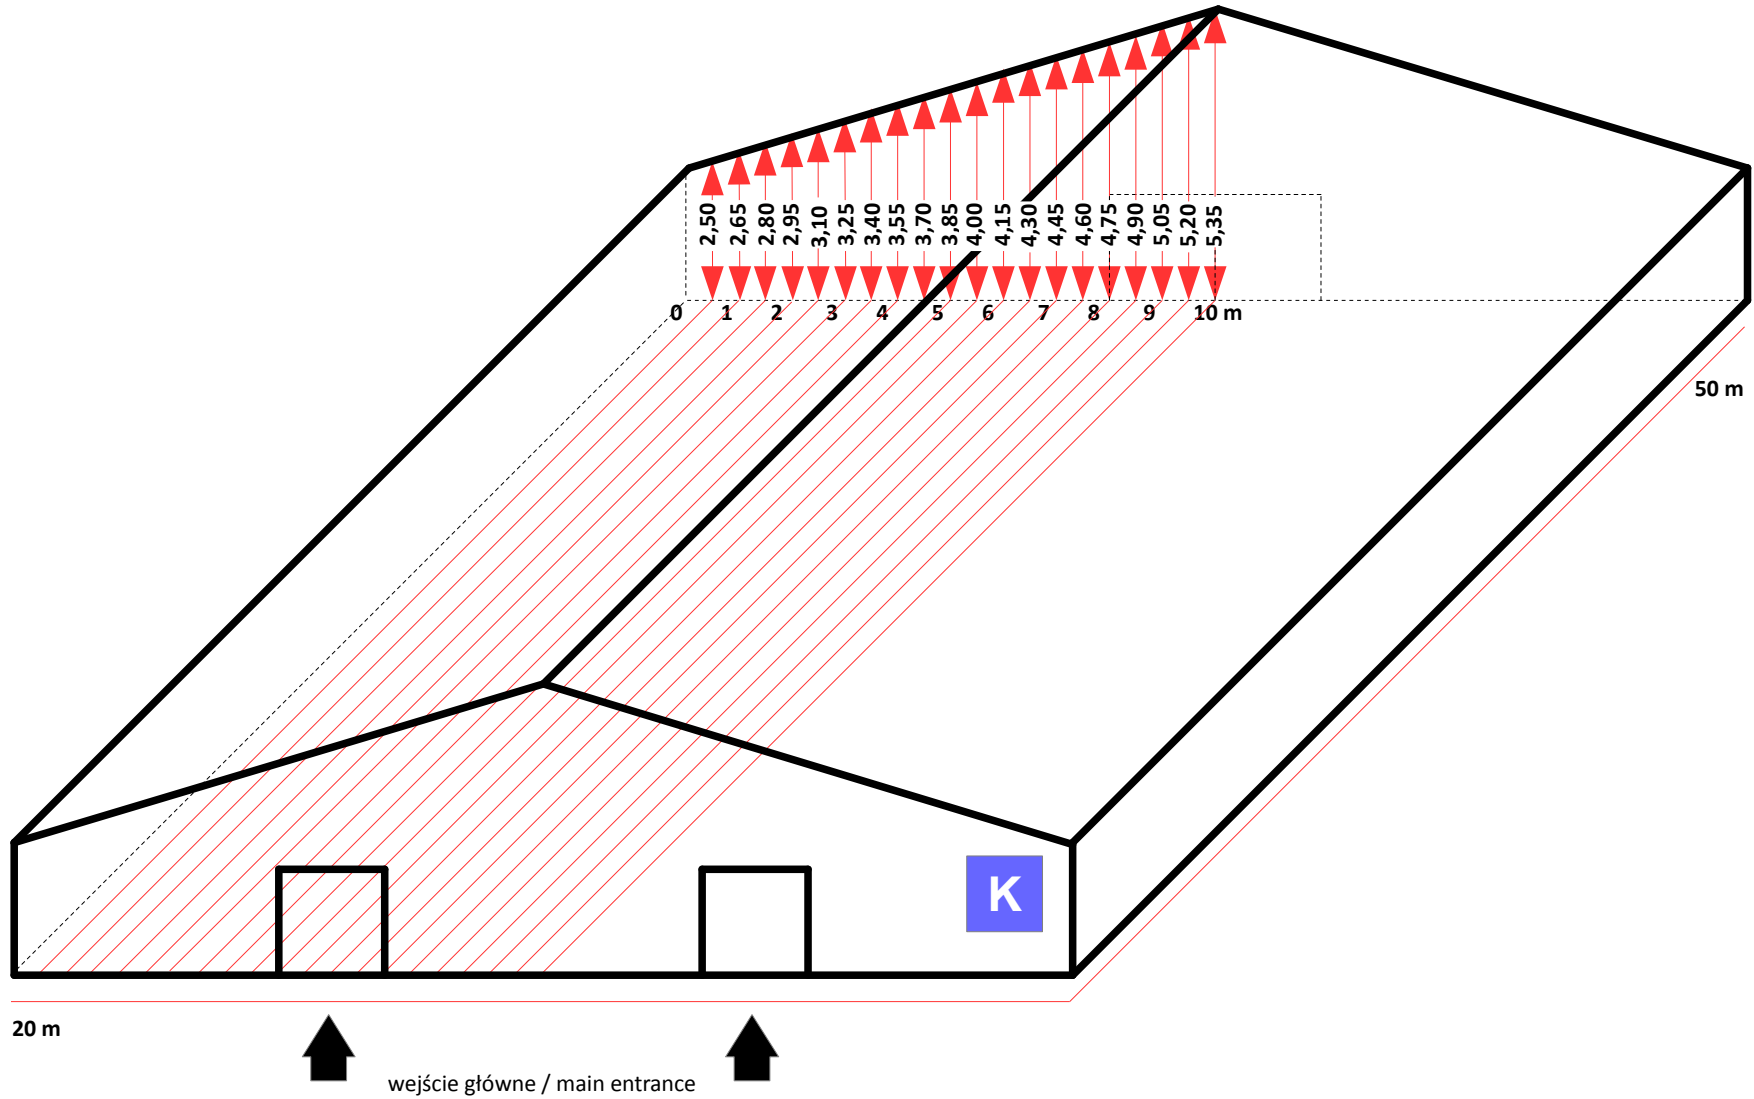 2,50 2,65 2,80 2,95 3,10 3,25 3,40 3,55 3,70 3,85 4,00 4,15 4,30 4,45 4,60 4,75 4,90 5,05 5,20 5,35
0 1 2 3 4 5 6 7 8 9 10 m
50 m
K
20 m
wejście główne / main entrance